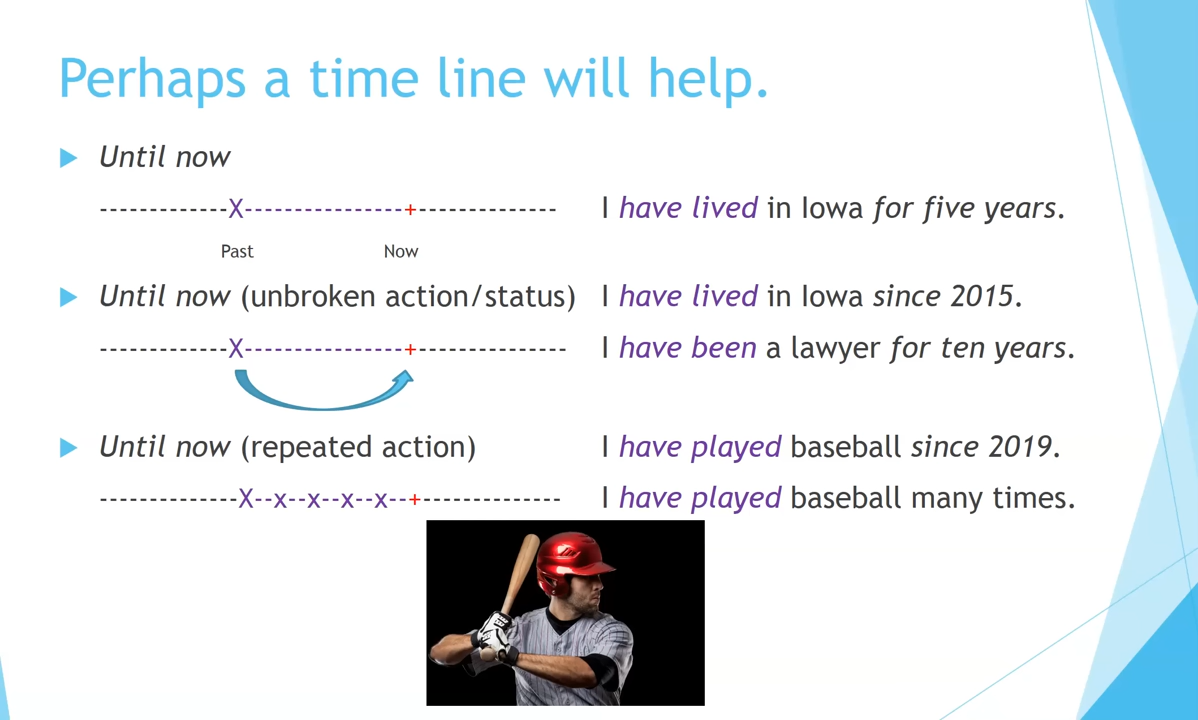 Perhaps a time line will help.
Until now
-------------X----------------+-------------- I have lived in Iowa for five years.
Past Now
Until now (unbroken action/status) I have lived in Iowa since 2015.
-------------X----------------+--------------- I have been a lawyer for ten years.
Until now (repeated action) I have played baseball since 2019.
--------------X--x--x--x--x--+-------------- I have played baseball many times.